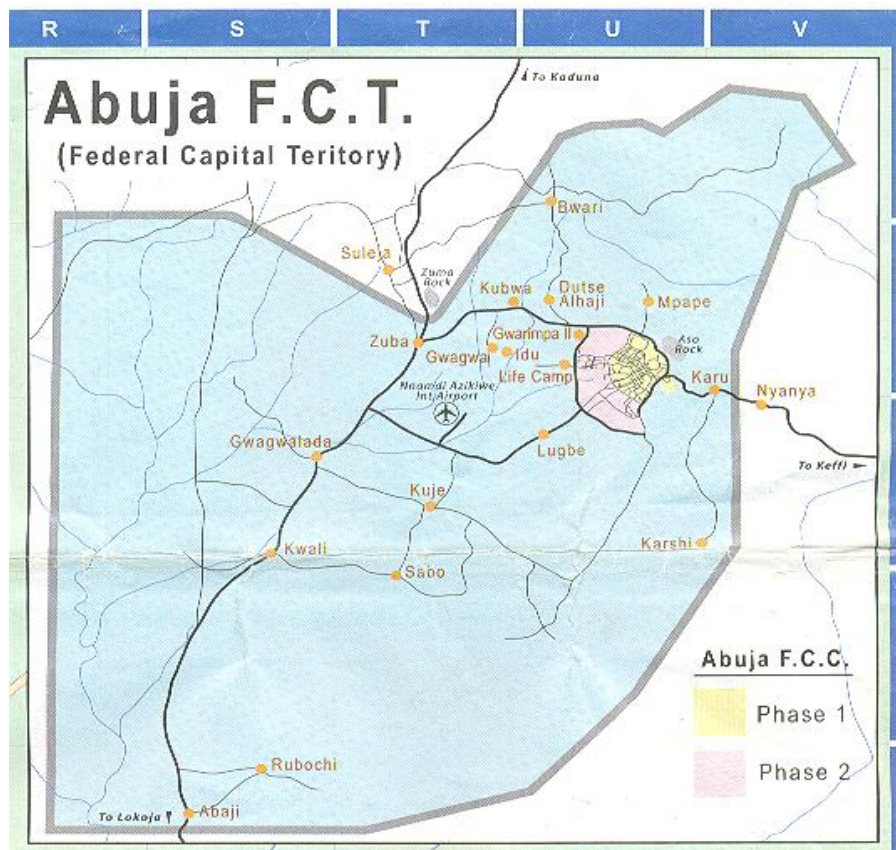 R S T U V
To Kaduna
Abuja F.C.T.
(Federal Capital Teritory)
Bwari
Suleja
Zuma
Rock
Kubwa
Dutse
Alhaji
Mpape
Zuba
Gwarimpa II
Gwagwa
Idu
Aso
Rock
Life Camp
Karu
Nyanya
Nnamdi Azikiwe
Int.Airport
Gwagwalada
Lugbe
To Keffi
Kuje
Karshi
Kwali
Sabo
Abuja F.C.C.
Phase 1
Phase 2
Rubochi
To Lokoja
Abaji